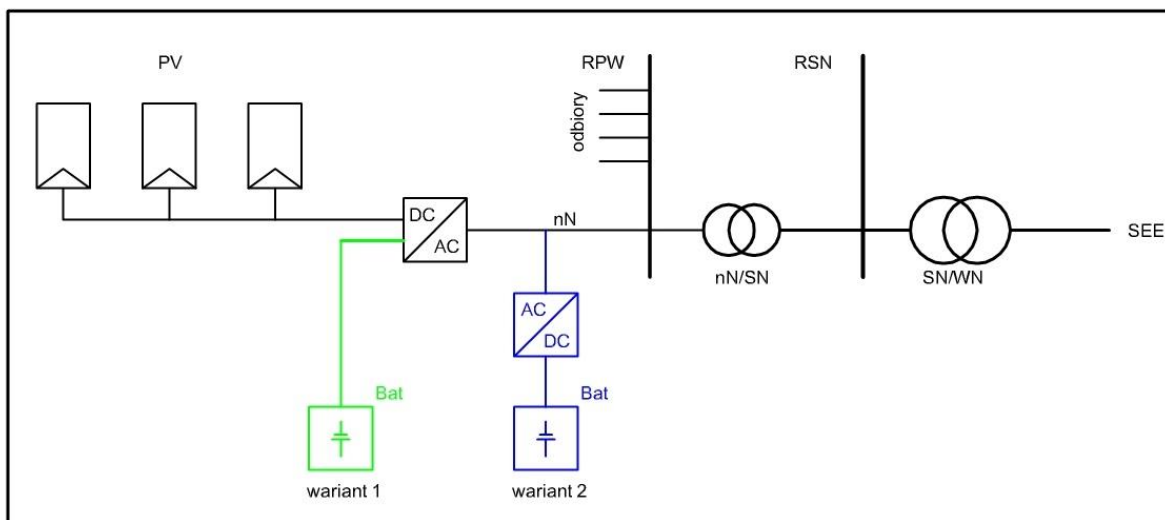 PV
RPW
RSN
odbiory
DC
AC
nN
SEE
nN/SN
SN/WN
AC
DC
Bat
Bat
wariant 1
wariant 2